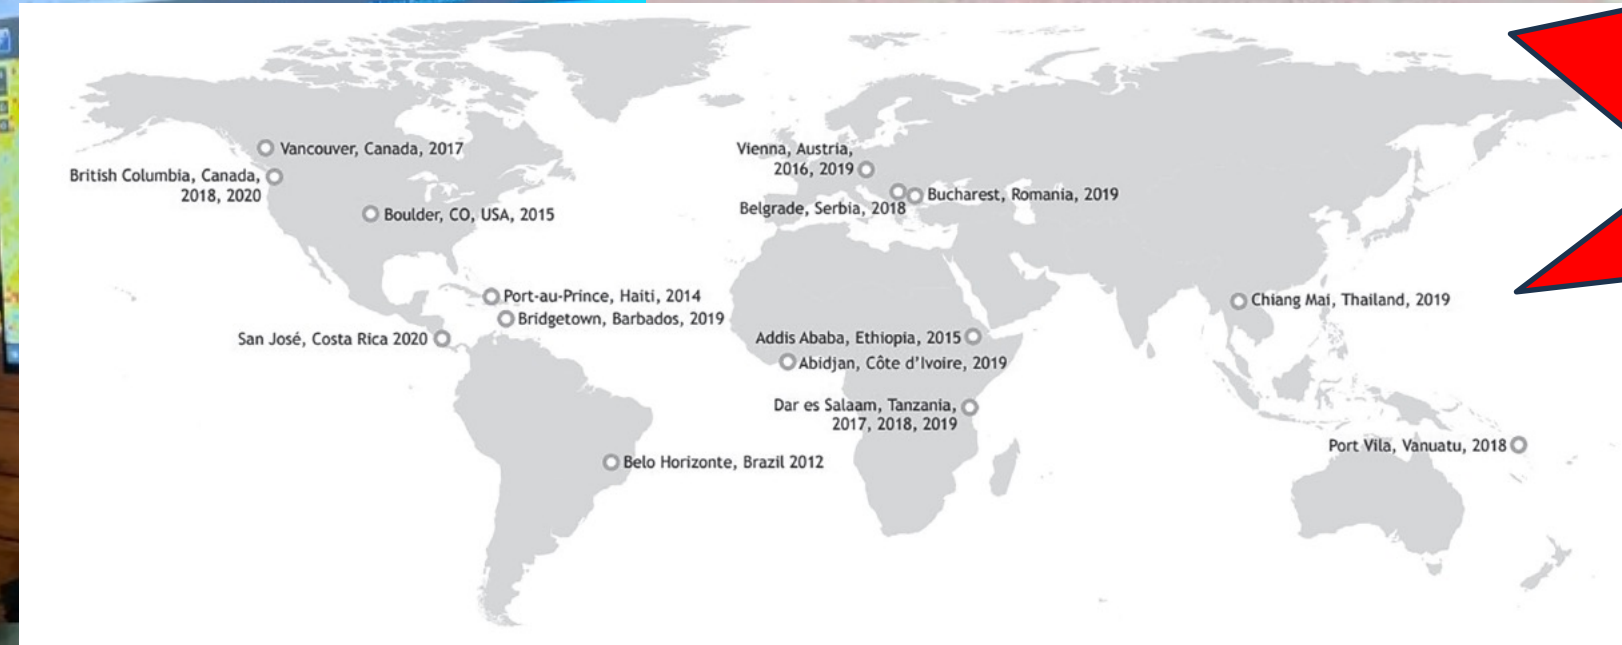 Vancouver, Canada, 2017
British Columbia, Canada,
2018, 2020
Boulder, CO, USA, 2015
Port-au-Prince, Haiti, 2014
Bridgetown, Barbados, 2019
San José, Costa Rica 2020
Belo Horizonte, Brazil 2012
Vienna, Austria,
2016, 2019
Bucharest, Romania, 2019
Belgrade, Serbia, 2018
Addis Ababa, Ethiopia, 2015
Abidjan, Côte d'Ivoire, 2019
Dar es Salaam, Tanzania,
2017, 2018, 2019
Chiang Mai, Thailand, 2019
Port Vila, Vanuatu, 2018